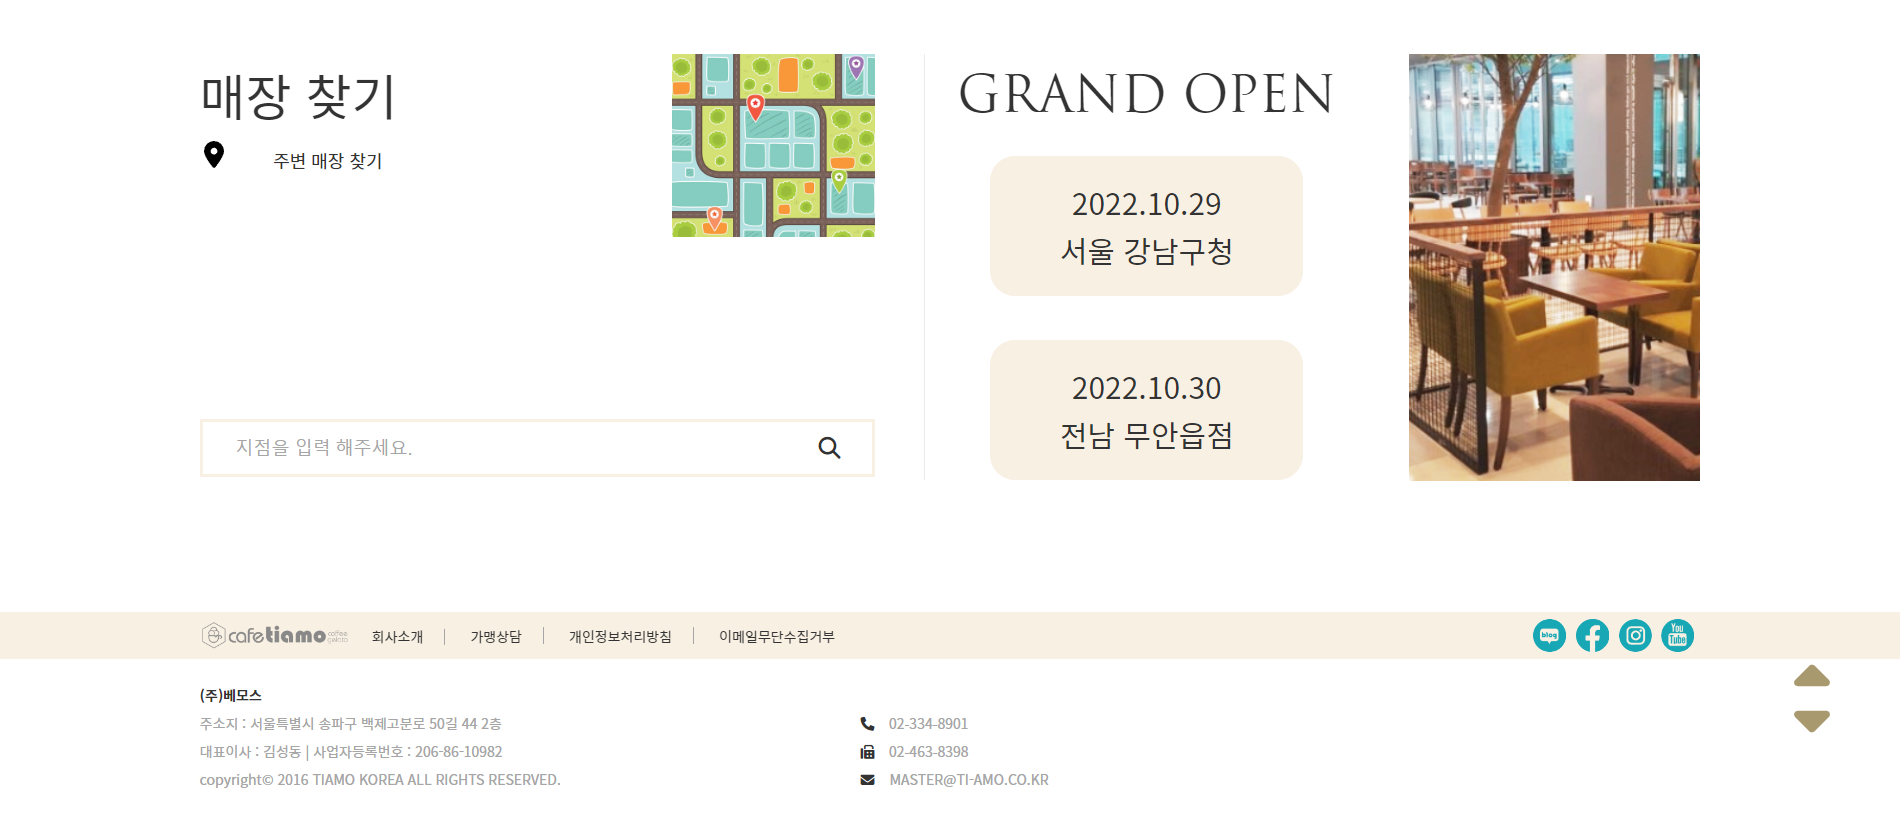 매장 찾기
주변 매장 찾기
지점을 입력 해주세요.
GRAND OPEN
2022.10.29
서울 강남구청
2022.10.30
전남 무안읍점
cafetiamo coffee gelato
회사소개 | 가맹상담 | 개인정보처리방침 | 이메일무단수집거부
blog
You Tube
(주)베모스
주소지 : 서울특별시 송파구 백제고분로 50길 44 2층
대표이사 : 김성동 | 사업자등록번호 : 206-86-10982
copyright© 2016 TIAMO KOREA ALL RIGHTS RESERVED.
02-334-8901
02-463-8398
MASTER@TI-AMO.CO.KR